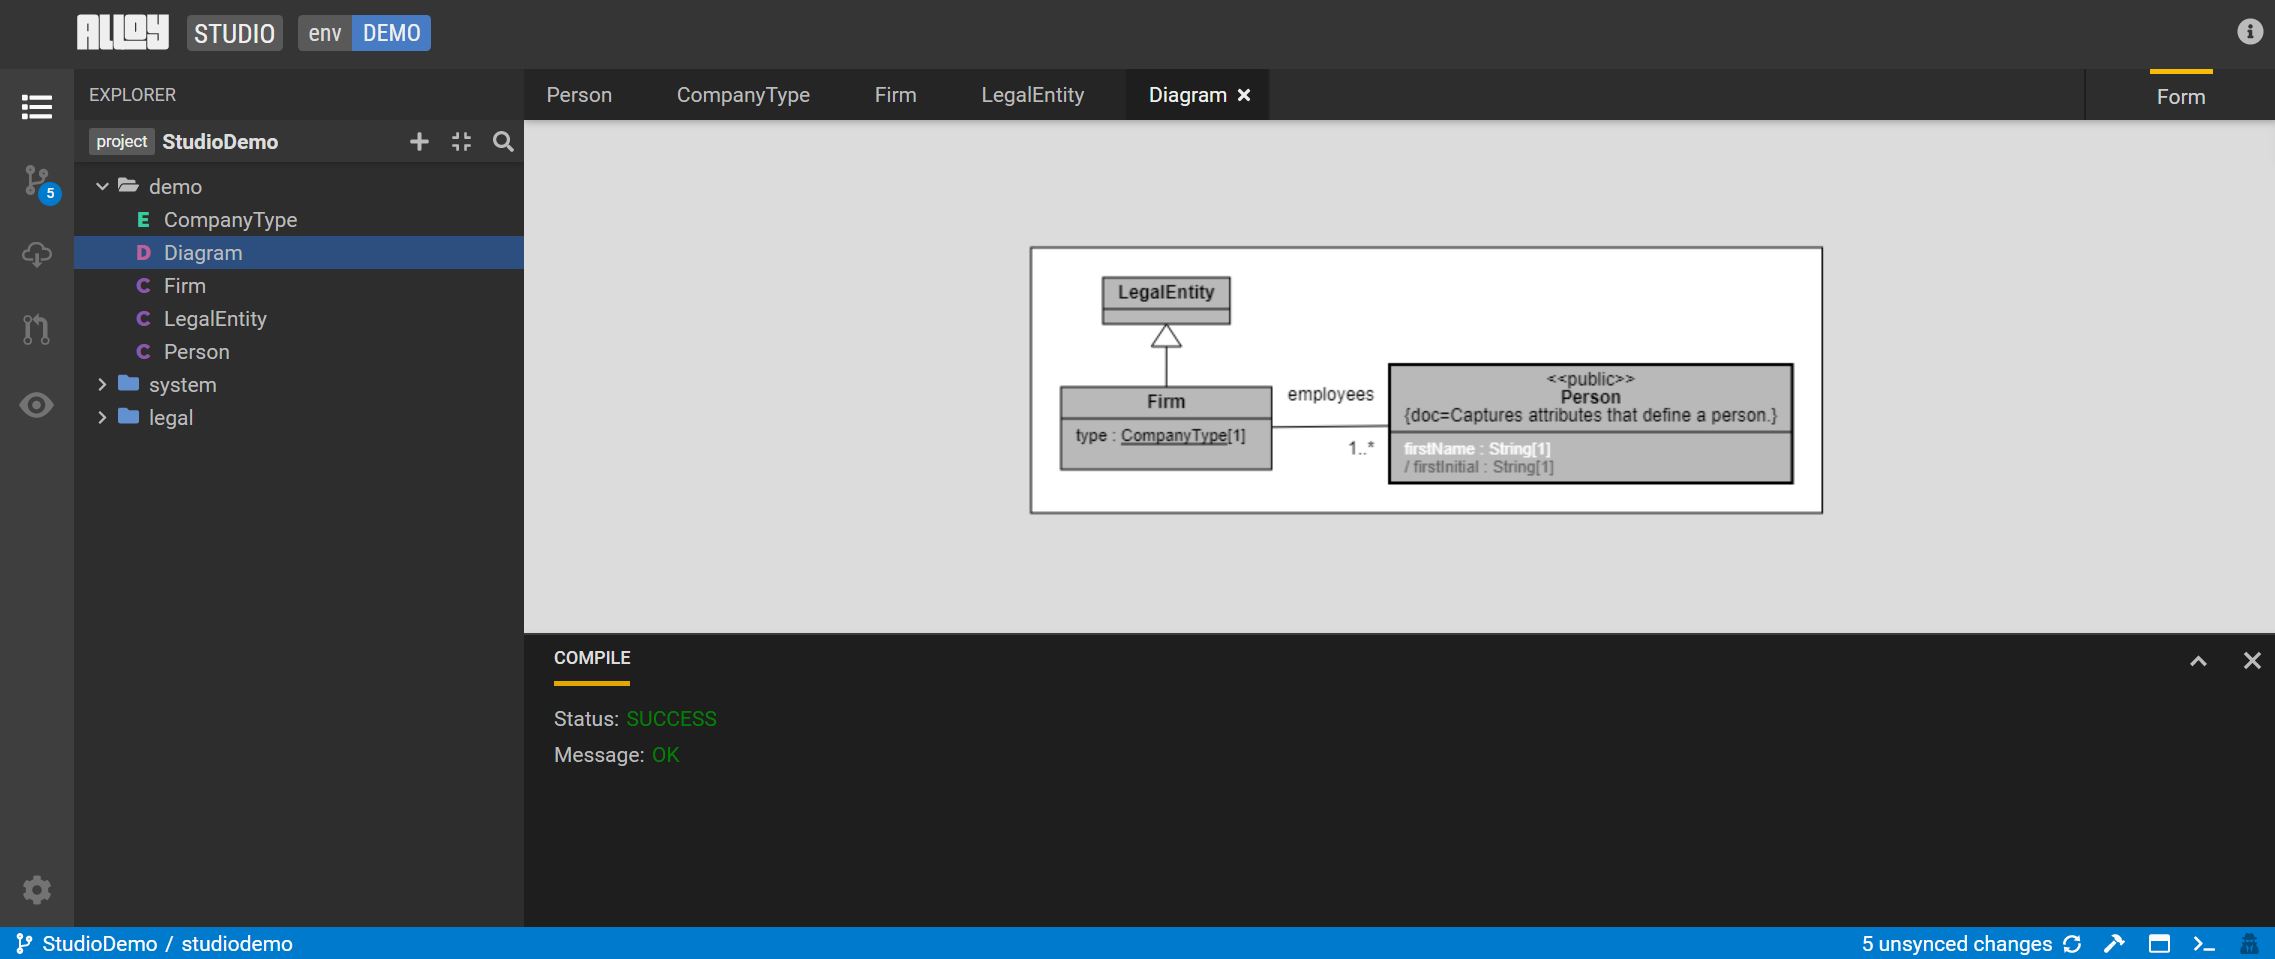 ALLOY STUDIO env DEMO
EXPLORER
project StudioDemo
demo
E CompanyType
D Diagram
C Firm
C LegalEntity
C Person
system
legal
5
Person CompanyType Firm LegalEntity Diagram
Form
LegalEntity
Firm
type : CompanyType[1]
employees
1..*
<<public>>
Person
{doc=Captures attributes that define a person.}
firstName : String[1]
/ firstInitial : String[1]
COMPILE
Status: SUCCESS
Message: OK
StudioDemo / studiodemo
5 unsynced changes